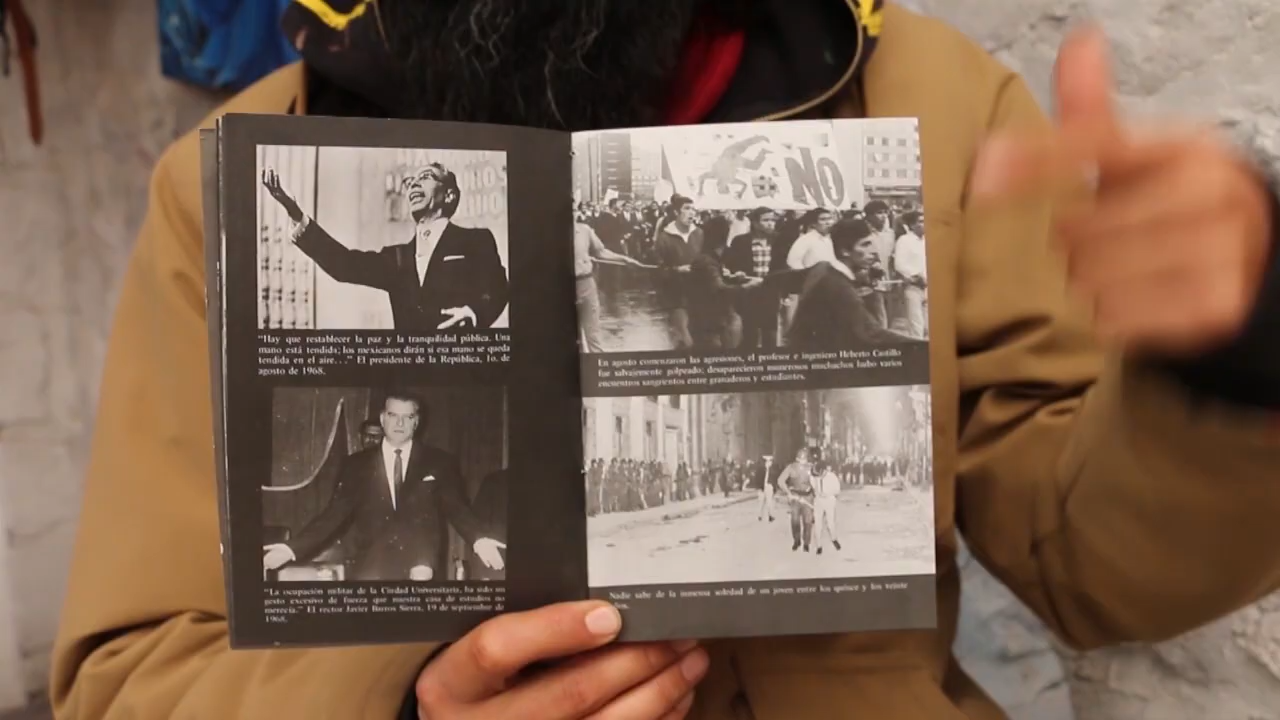 "Hay que restablecer la paz y la tranquilidad pública. Una
mano está tendida; los mexicanos dirán si esa mano se queda
tendida en el aire. . ." El presidente de la República, 1o. de
agosto de 1968.
"La ocupación militar de la Ciudad Universitaria, ha sido un
gesto excesivo de fuerza que nuestra casa de estudios no
merecía." El rector Javier Barros Sierra, 19 de septiembre de
1968.
NO
En agosto comenzaron las agresiones, el profesor e ingeniero Heberto Castillo
fue salvajemente golpeado; desaparecieron numerosos muchachos hubo varios
encuentros sangrientos entre granaderos y estudiantes.
Nadie sabe de la inmensa soledad de un joven entre los quince y los veinte